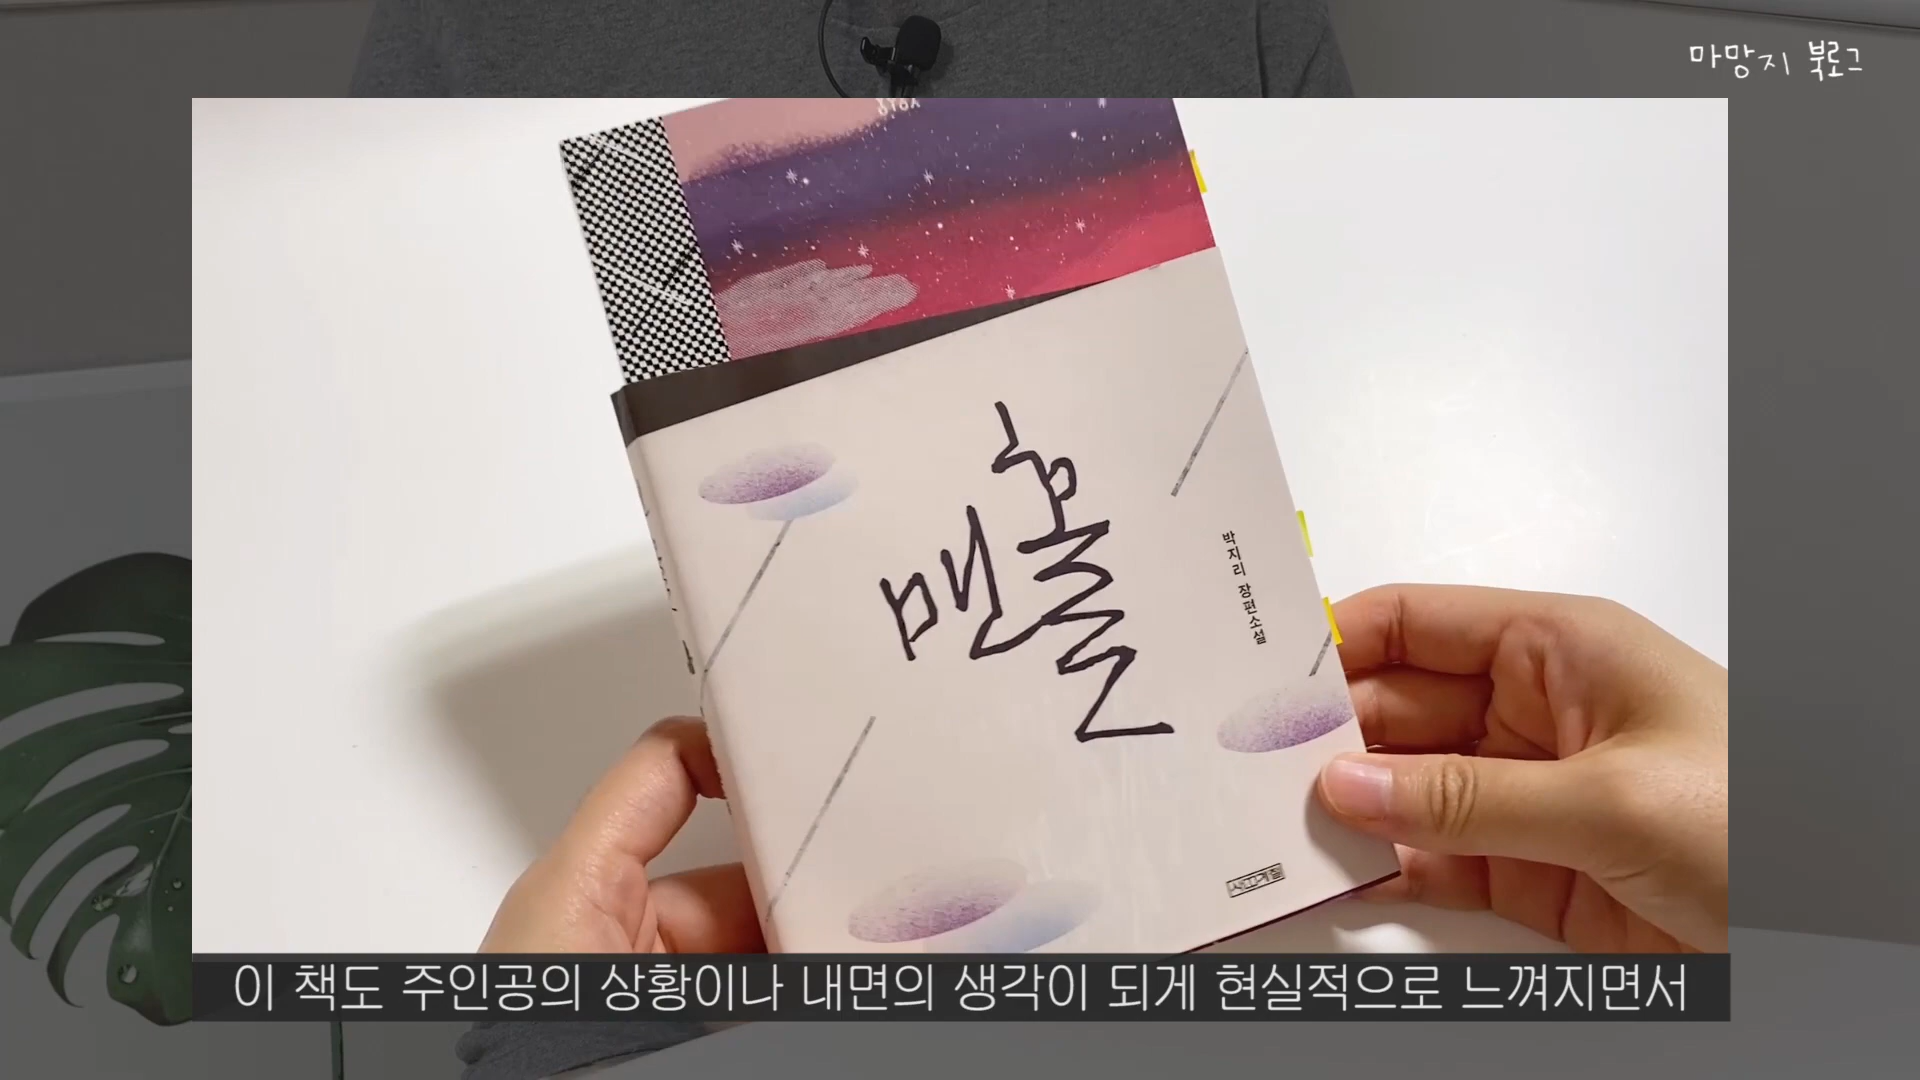 마망지 북로그
맨홀
박지리 장편소설
사계절
이 책도 주인공의 상황이나 내면의 생각이 되게 현실적으로 느껴지면서